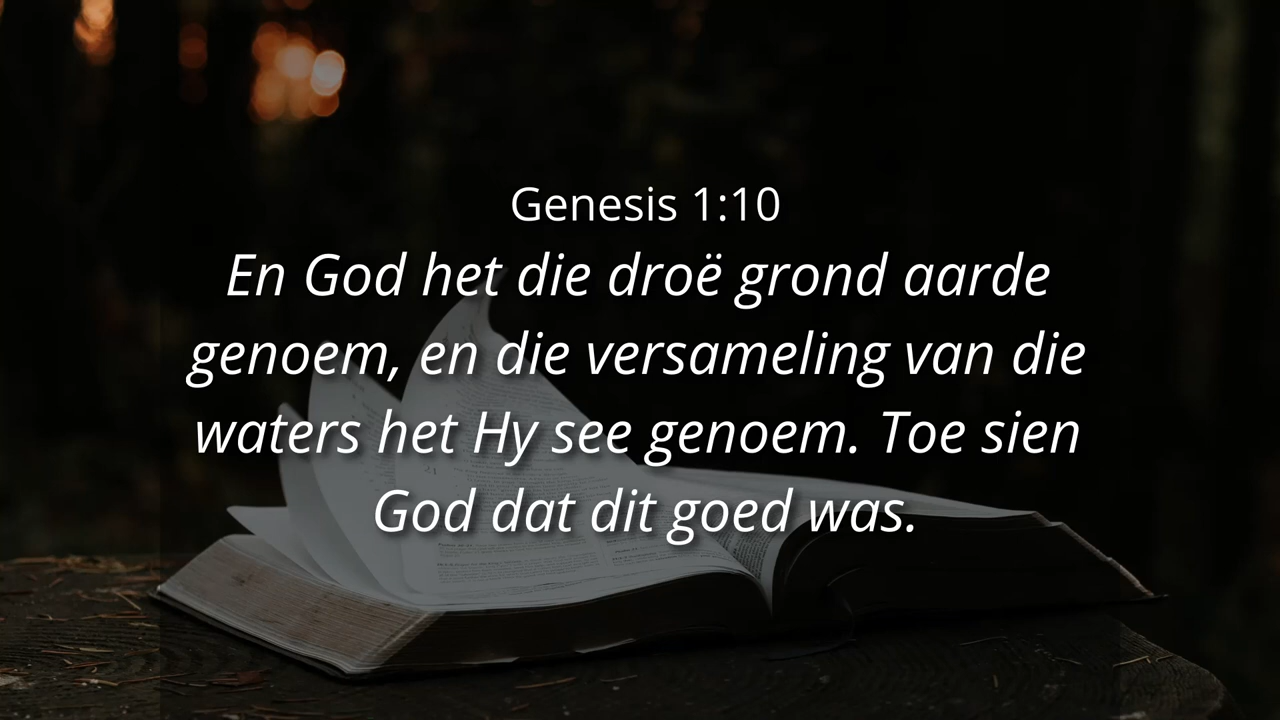 Genesis 1:10
En God het die droë grond aarde
genoem, en die versameling van die
waters het Hy see genoem. Toe sien
God dat dit goed was.